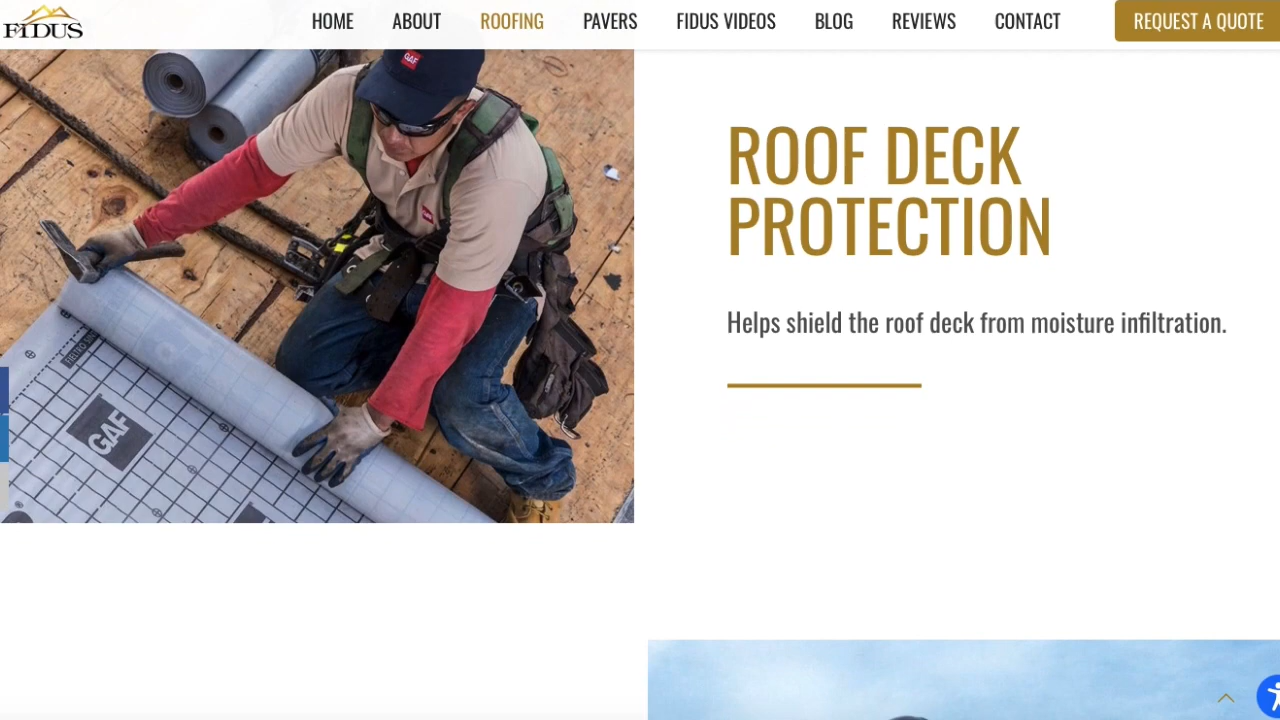 FIDUS
HOME
ABOUT
ROOFING
PAVERS
FIDUS VIDEOS
BLOG
REVIEWS
CONTACT
REQUEST A QUOTE
GAF
GAF
GAF
ROOF DECK
PROTECTION
Helps shield the roof deck from moisture infiltration.